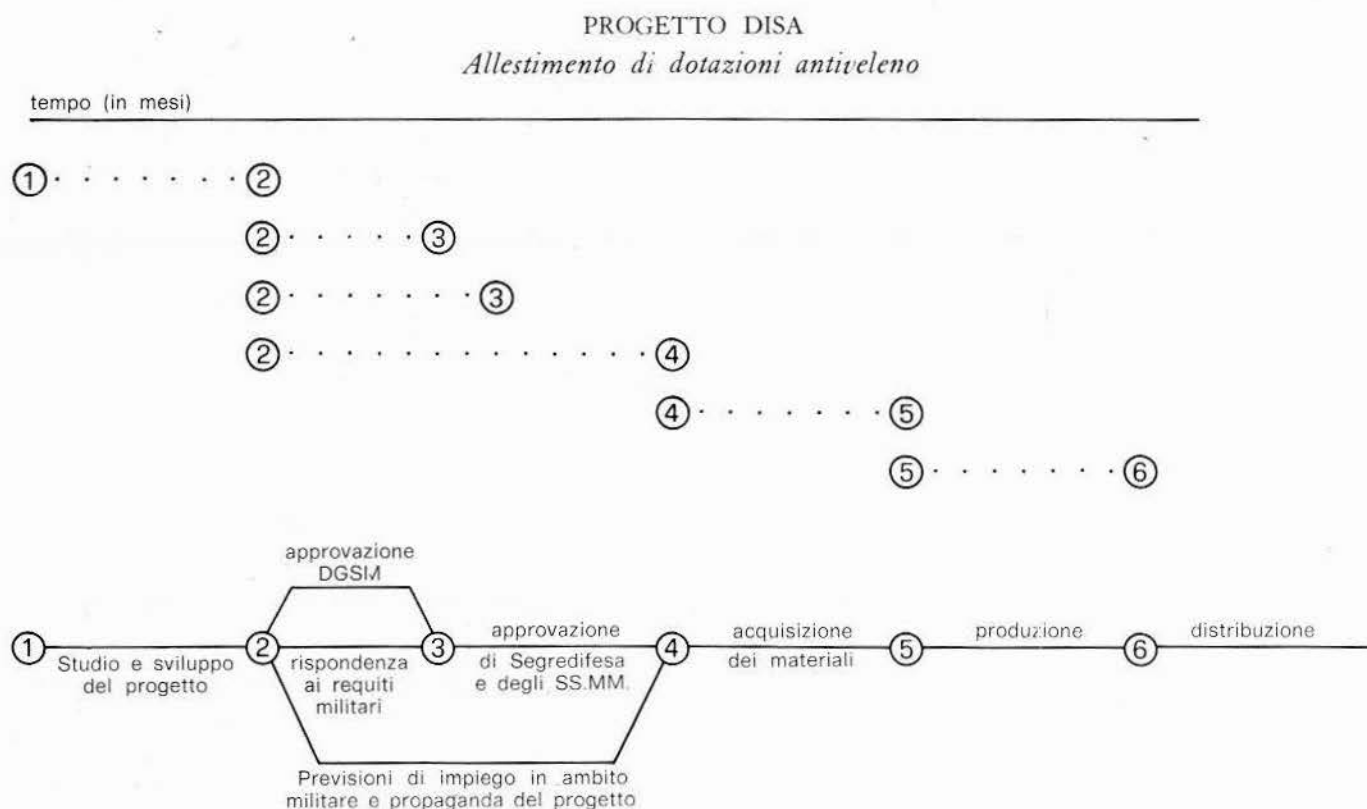 PROGETTO DISA
Allestimento di dotazioni antiveleno
tempo (in mesi)
1 2
2 3
2 3
2 4
4 5
5 6
approvazione
DGSM
1 2 3 4 5 6
Studio e sviluppo
del progetto
rispondenza
ai requiti
militari
approvazione
di Segredifesa
e degli SS.MM.
acquisizione
dei materiali
produzione
distribuzione
Previsioni di impiego in ambito
militare e propaganda del progetto